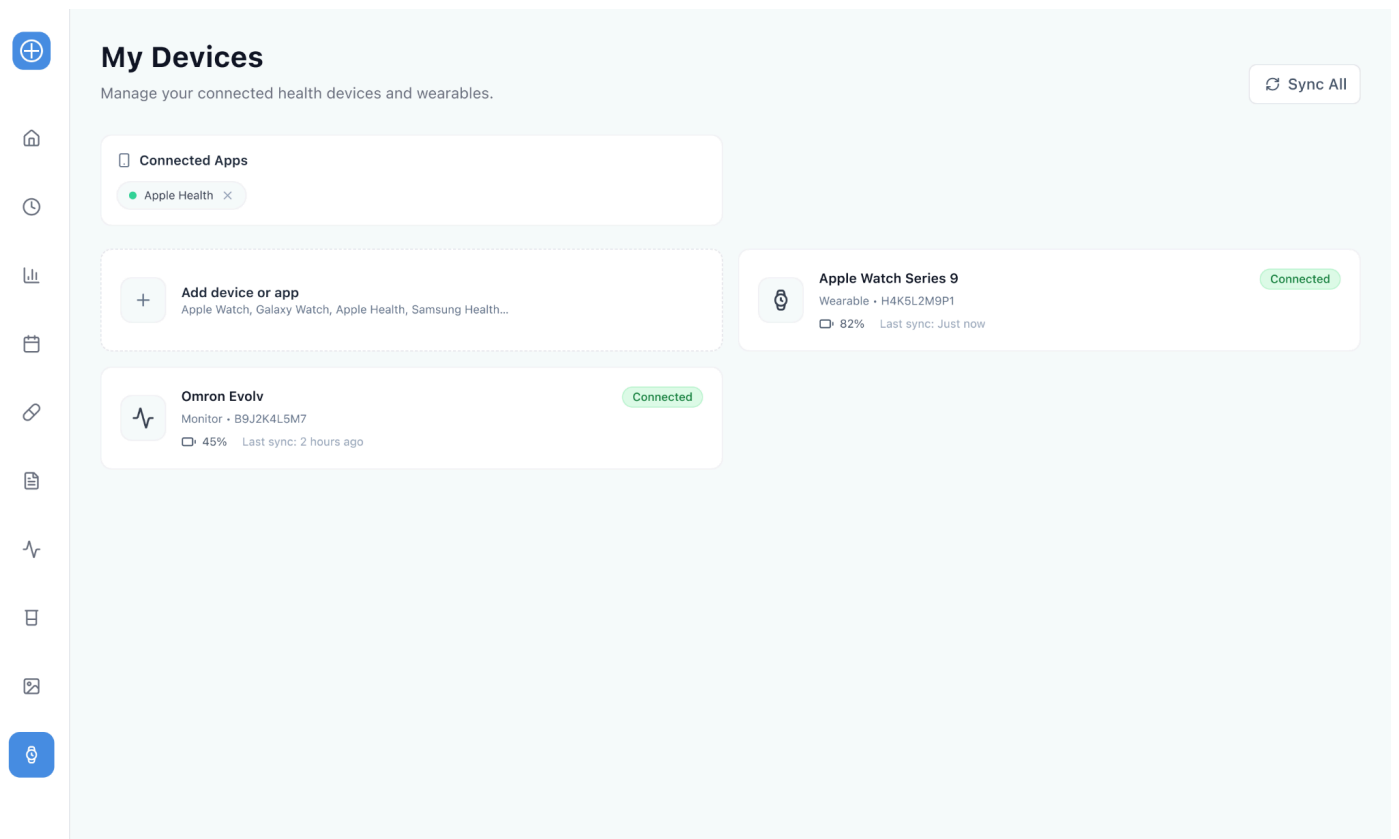 My Devices
Manage your connected health devices and wearables.
Sync All
Connected Apps
Apple Health
Add device or app
Apple Watch, Galaxy Watch, Apple Health, Samsung Health...
Apple Watch Series 9
Connected
Wearable • H4K5L2M9P1
82% Last sync: Just now
Omron Evolv
Connected
Monitor • B9J2K4L5M7
45% Last sync: 2 hours ago